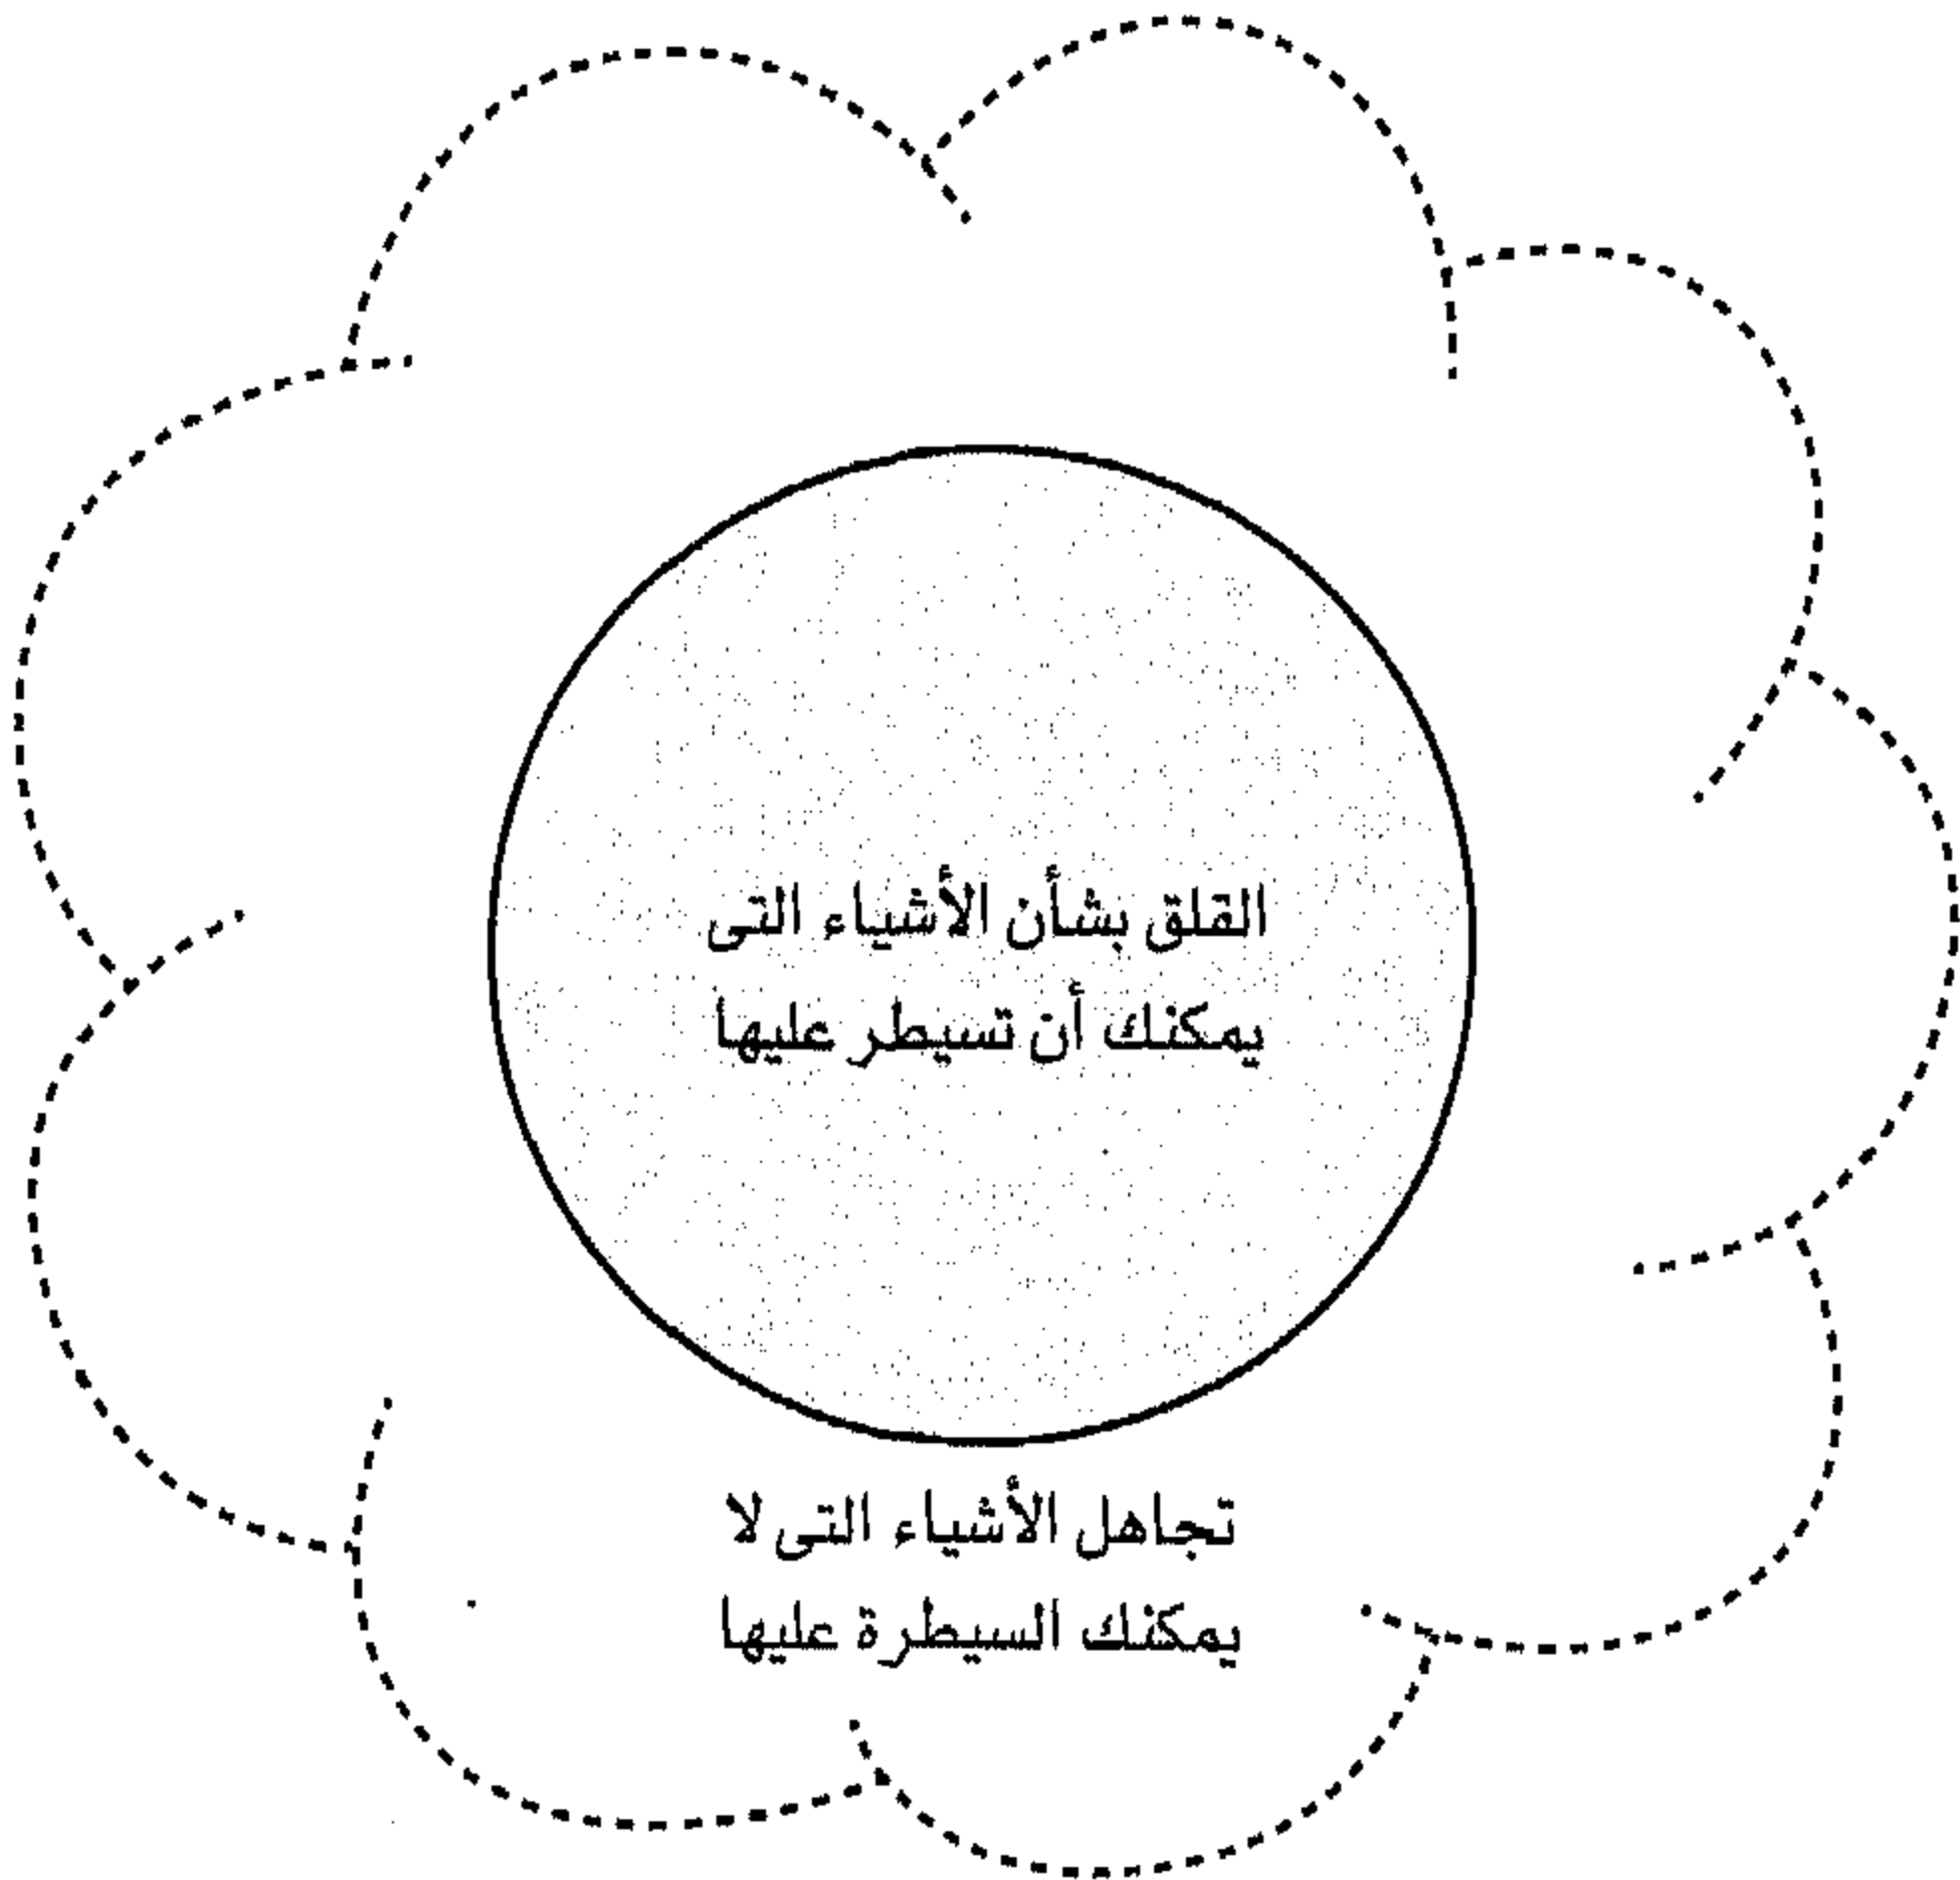 القلق بشأن الأشياء التى
يمكنك أن تسيطر عليها
تجاهل الأشياء التى لا
يمكنك السيطرة عليها